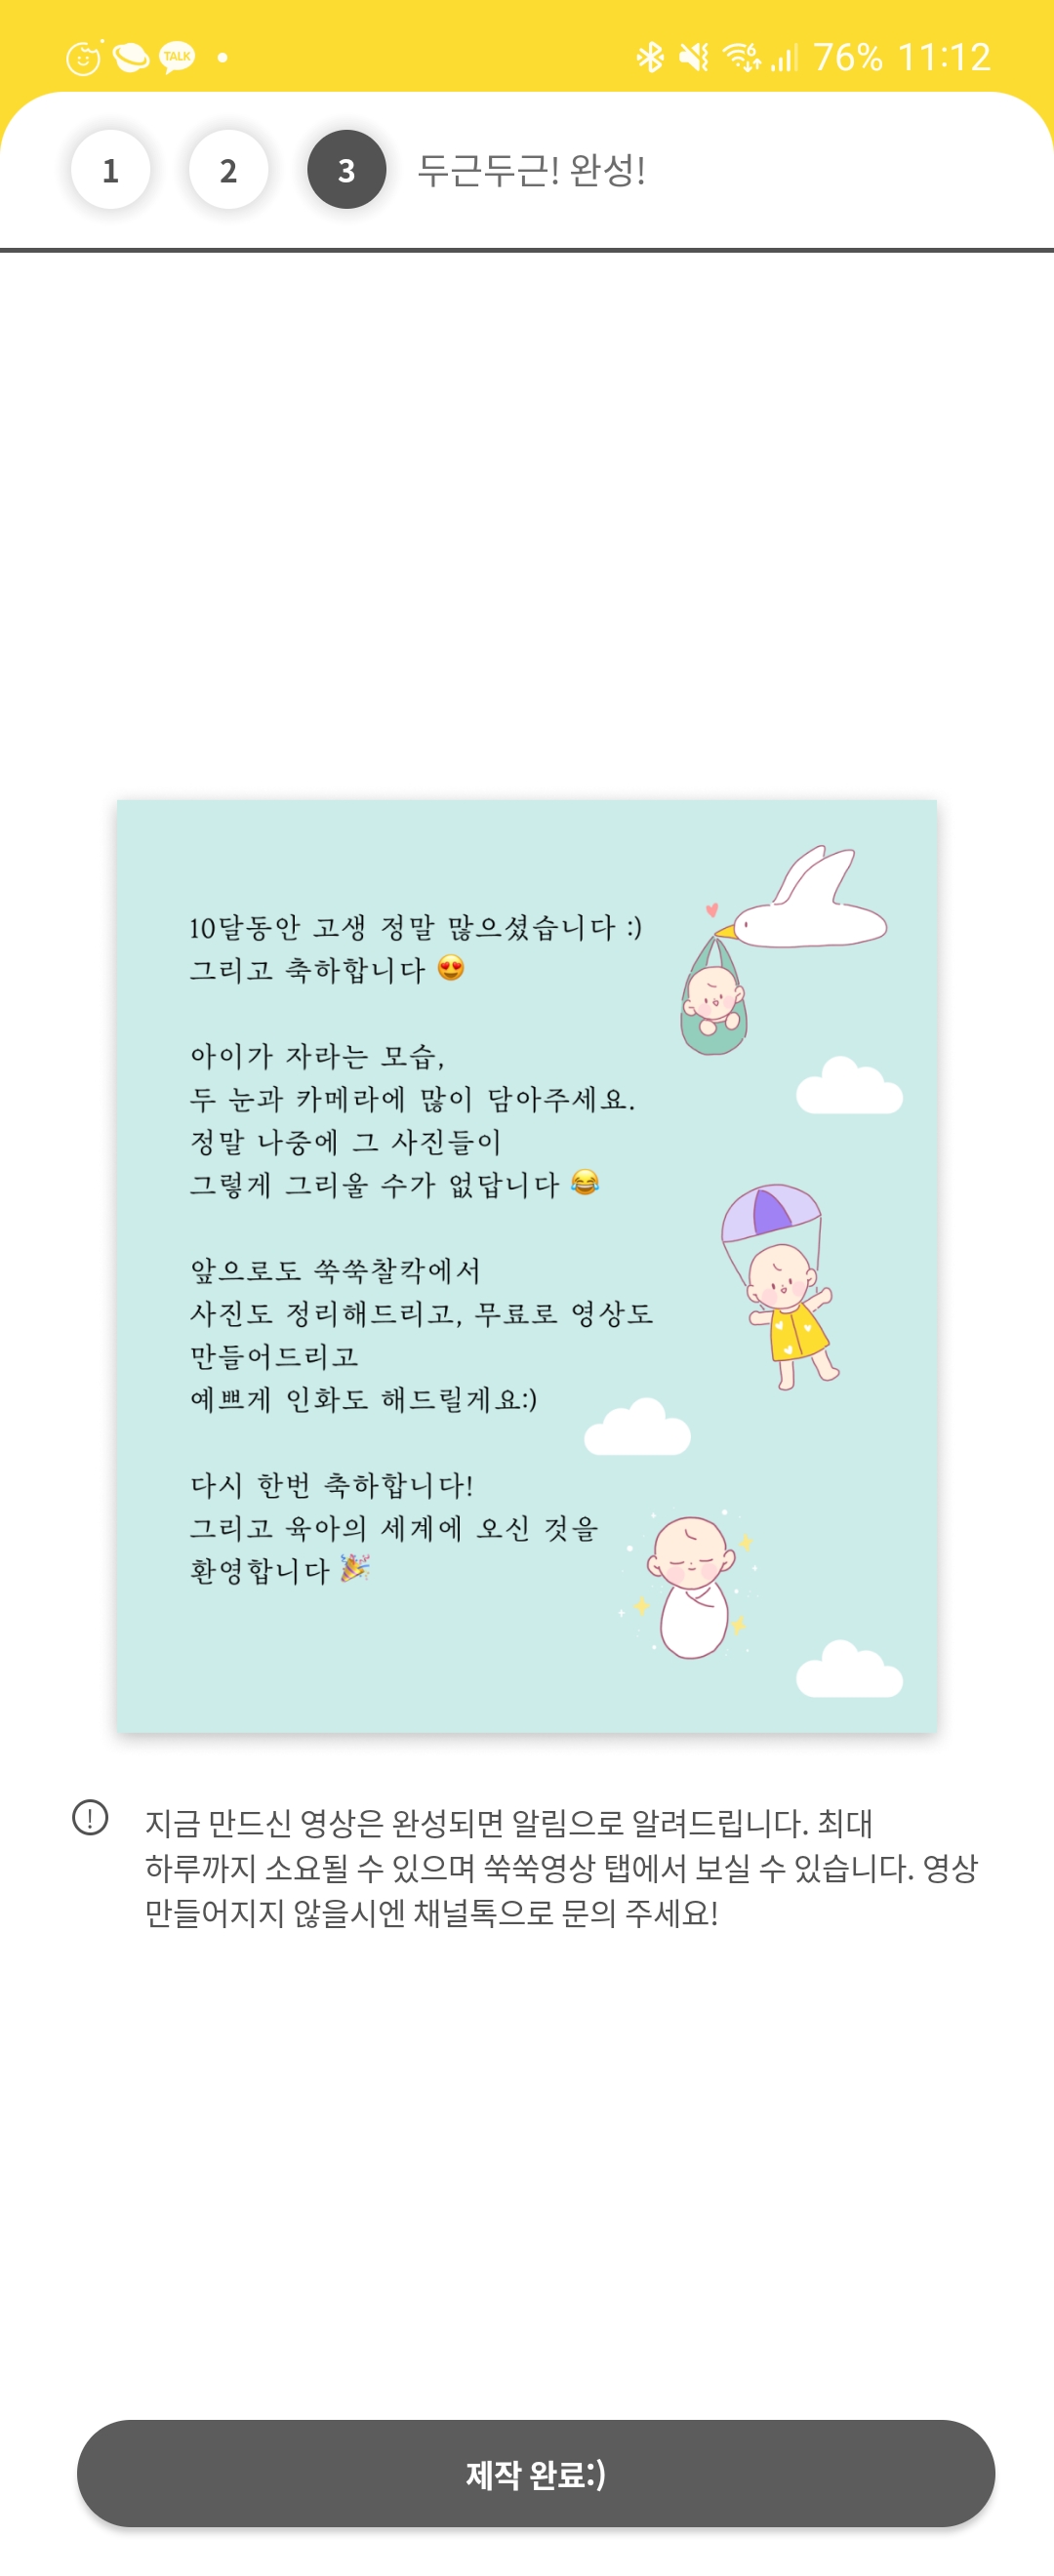 TALK
76% 11:12
1 2 3 두근두근! 완성!
10달동안 고생 정말 많으셨습니다 :)
그리고 축하합니다 😍
아이가 자라는 모습,
두 눈과 카메라에 많이 담아주세요.
정말 나중에 그 사진들이
그렇게 그리울 수가 없답니다 😂
앞으로도 쑥쑥찰칵에서
사진도 정리해드리고, 무료로 영상도
만들어드리고
예쁘게 인화도 해드릴게요:)
다시 한번 축하합니다!
그리고 육아의 세계에 오신 것을
환영합니다 🎉
지금 만드신 영상은 완성되면 알림으로 알려드립니다. 최대
하루까지 소요될 수 있으며 쑥쑥영상 탭에서 보실 수 있습니다. 영상
만들어지지 않을시엔 채널톡으로 문의 주세요!
제작 완료:)